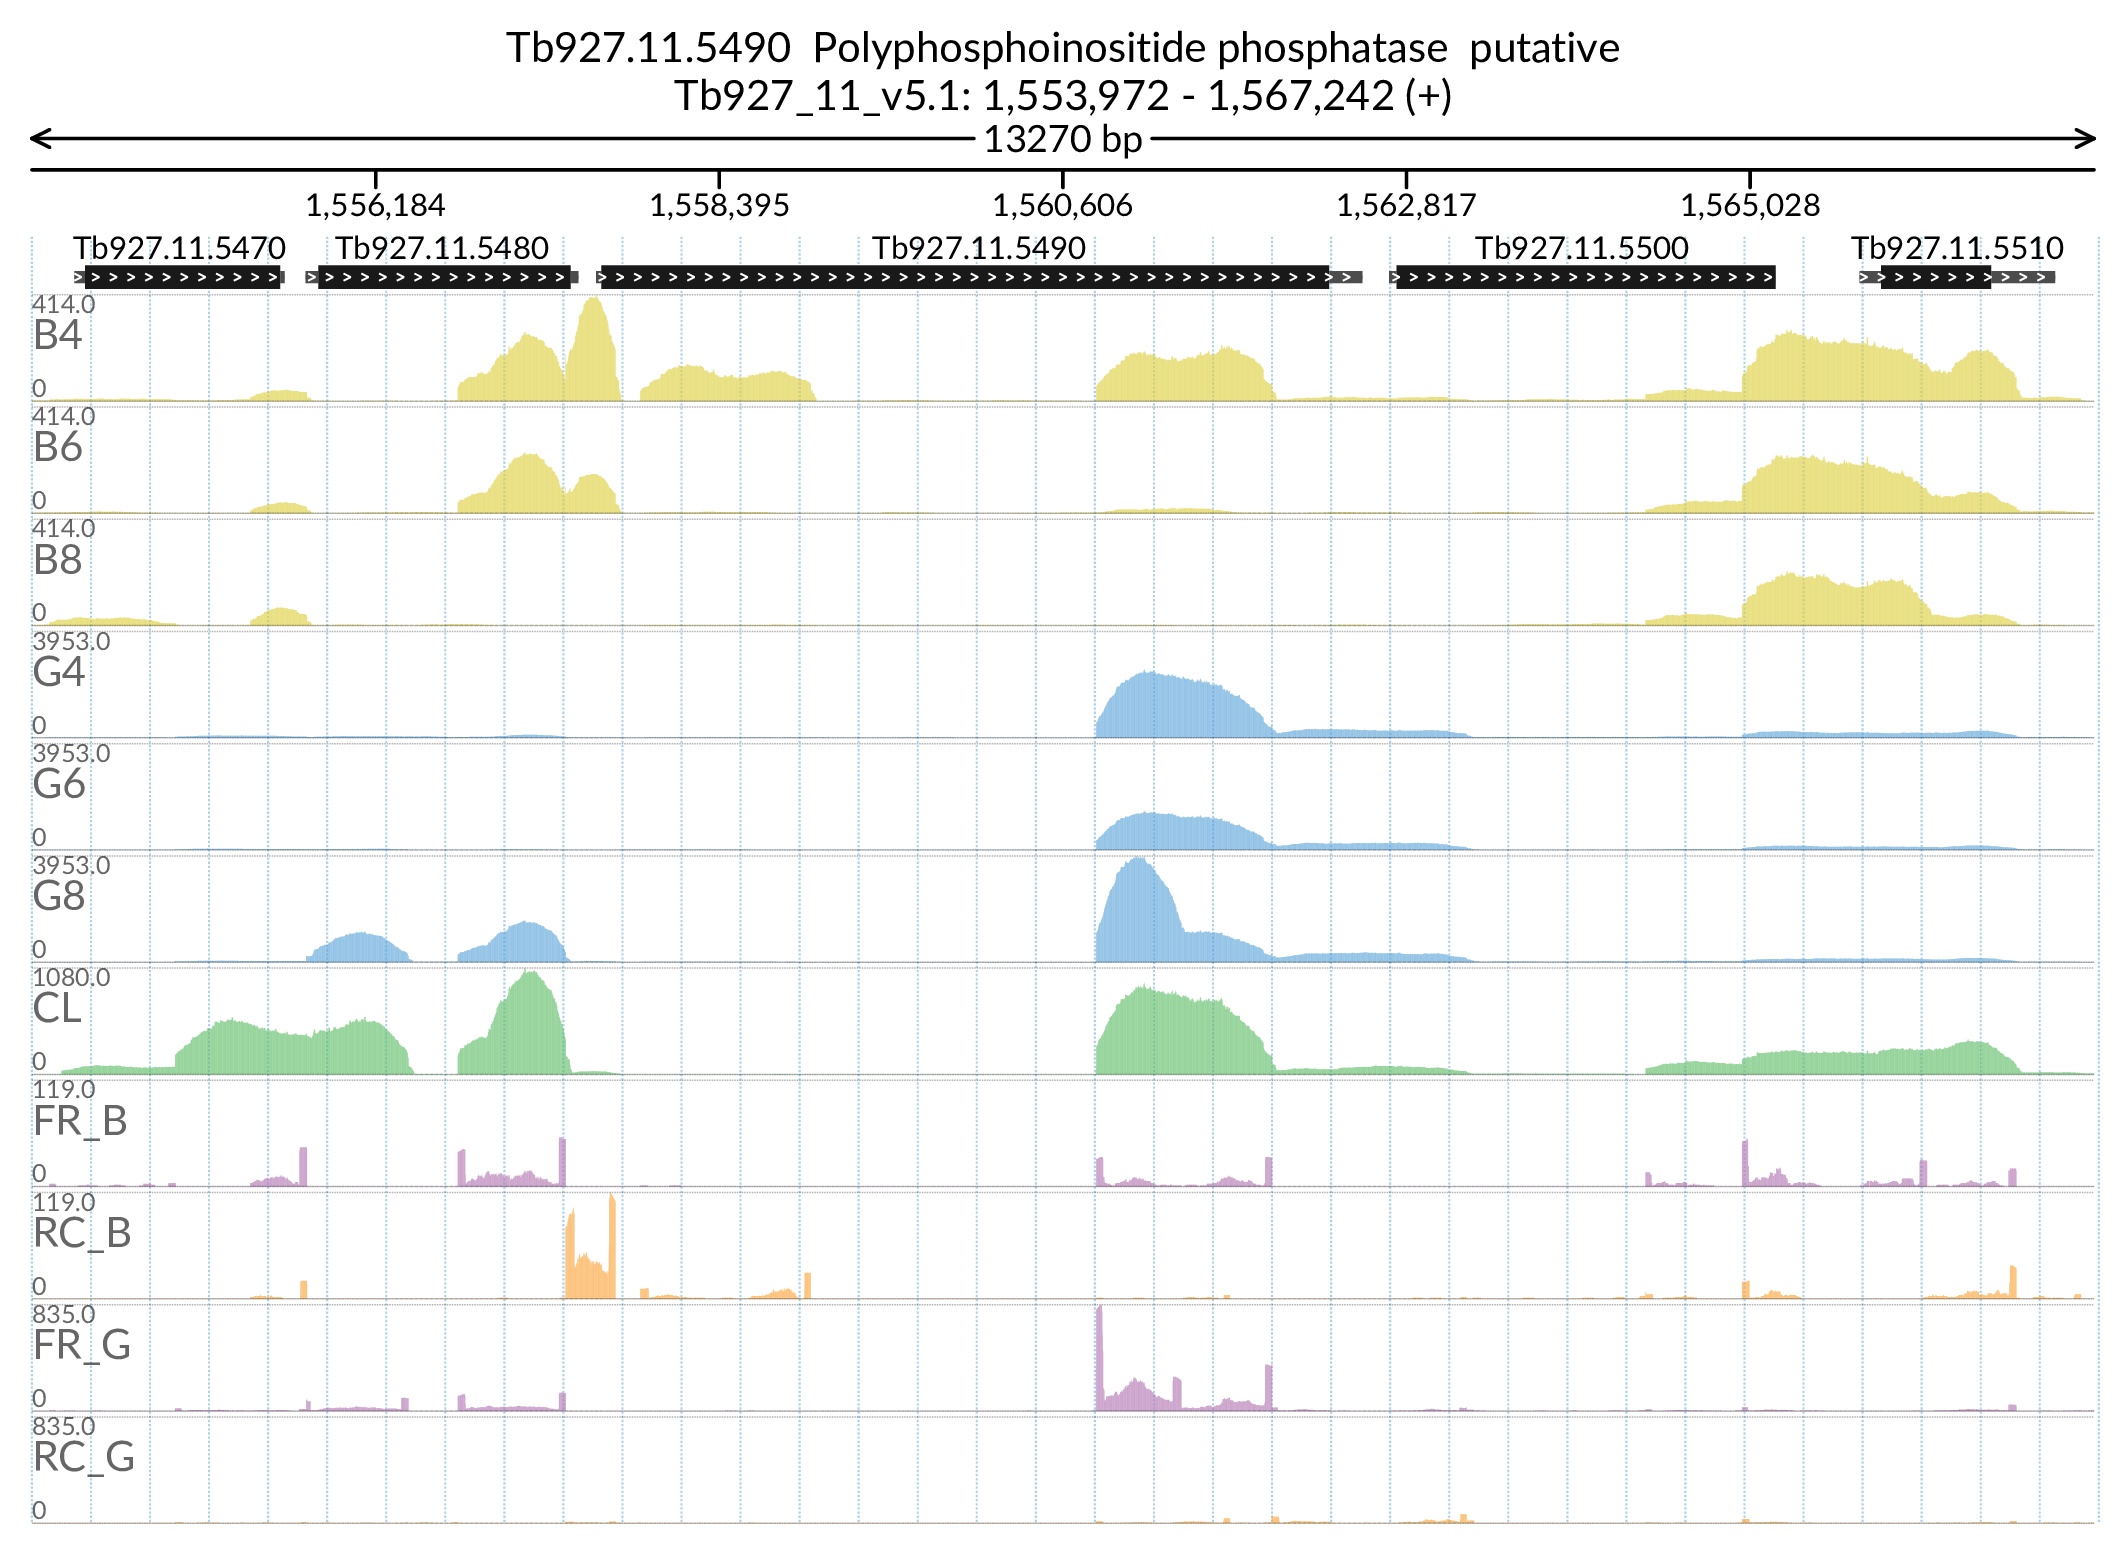 Tb927.11.5490 Polyphosphoinositide phosphatase putative
Tb927_11_v5.1: 1,553,972 - 1,567,242 (+)
13270 bp
1,556,184 1,558,395 1,560,606 1,562,817 1,565,028
Tb927.11.5470 Tb927.11.5480 Tb927.11.5490 Tb927.11.5500 Tb927.11.5510
414.0
B4
0
414.0
B6
0
414.0
B8
0
3953.0
G4
0
3953.0
G6
0
3953.0
G8
0
1080.0
CL
0
119.0
FR_B
0
119.0
RC_B
0
835.0
FR_G
0
835.0
RC_G
0